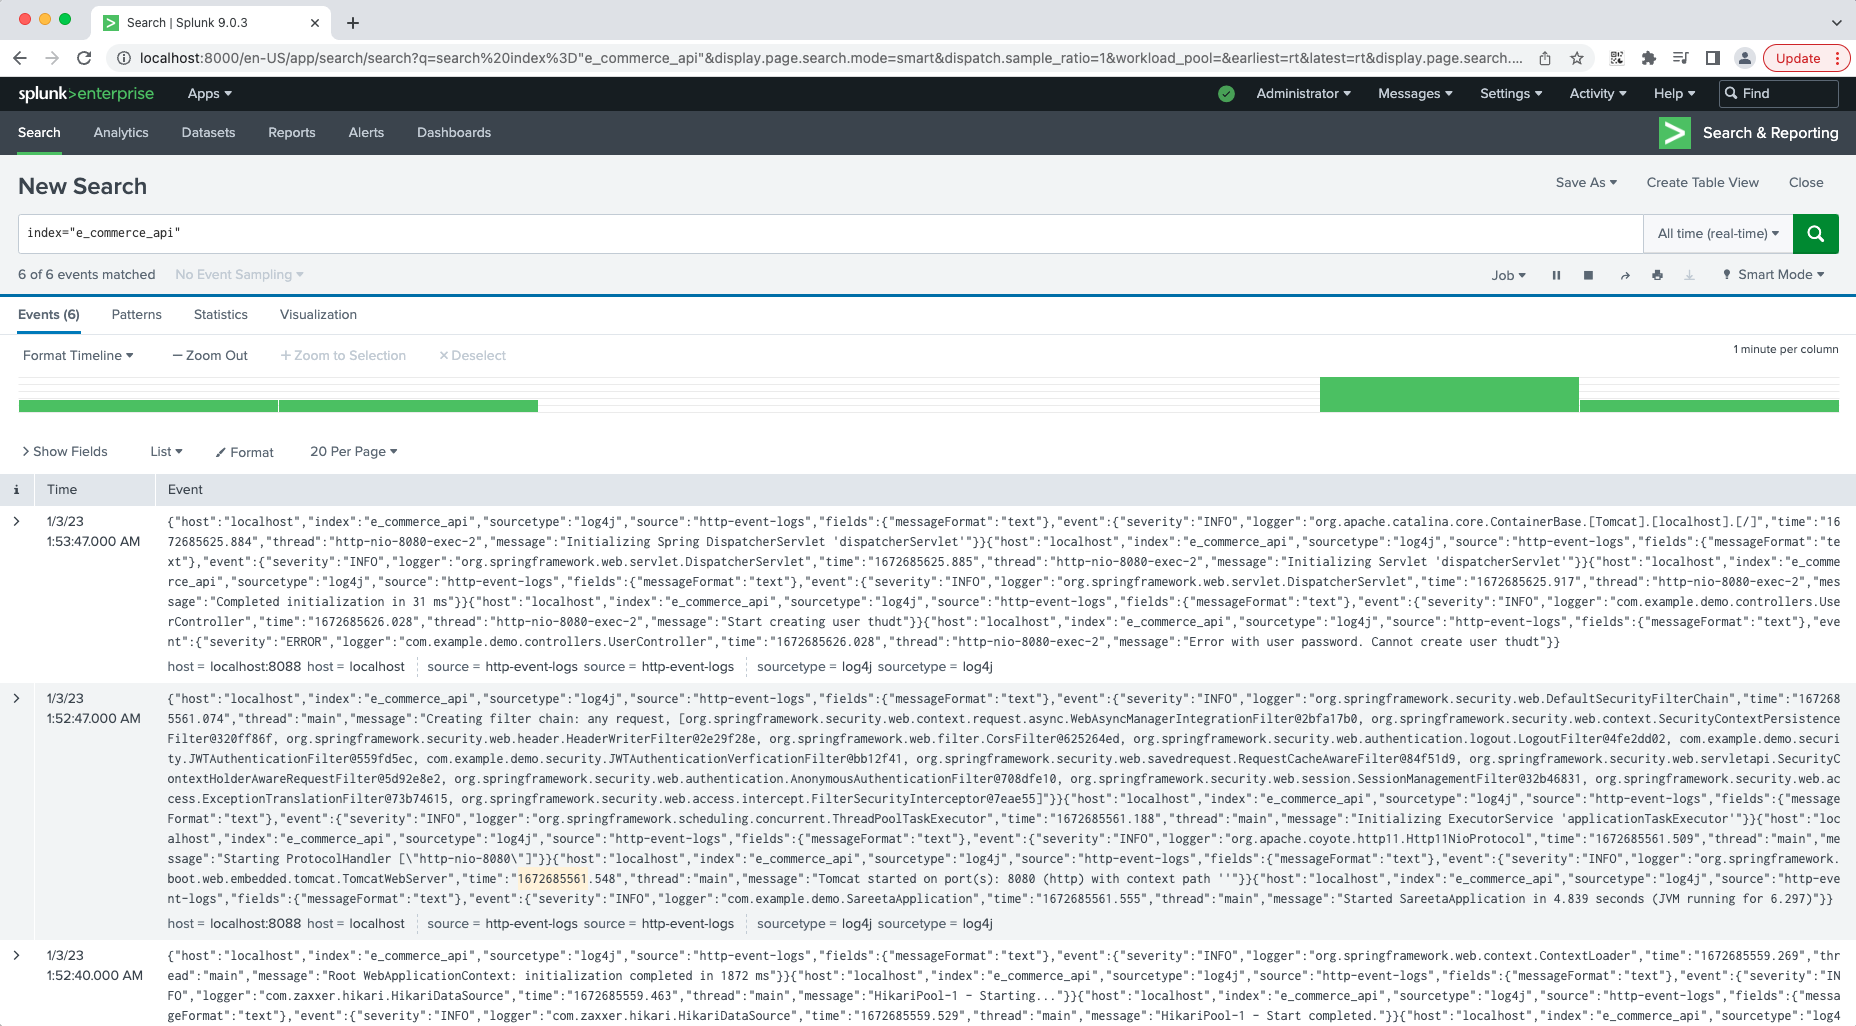 Search | Splunk 9.0.3
localhost:8000/en-US/app/search/search?q=search%20index%3D"e_commerce_api"&display.page.search.mode=smart&dispatch.sample_ratio=1&workload_pool=&earliest=rt&latest=rt&display.page.search....
Update
splunk>enterprise Apps Administrator Messages Settings Activity Help Find
Search Analytics Datasets Reports Alerts Dashboards Search & Reporting
New Search Save As Create Table View Close
index="e_commerce_api" All time (real-time)
6 of 6 events matched No Event Sampling Job Smart Mode
Events (6) Patterns Statistics Visualization
Format Timeline — Zoom Out + Zoom to Selection × Deselect 1 minute per column
> Show Fields List Format 20 Per Page
i Time Event
1/3/23 {"host":"localhost","index":"e_commerce_api","sourcetype":"log4j","source":"http-event-logs","fields":{"messageFormat":"text"},"event":{"severity":"INFO","logger":"org.apache.catalina.core.ContainerBase.[Tomcat].[localhost].[/]","time":"16
1:53:47.000 AM 72685625.884","thread":"http-nio-8080-exec-2","message":"Initializing Spring DispatcherServlet 'dispatcherServlet'"}}{"host":"localhost","index":"e_commerce_api","sourcetype":"log4j","source":"http-event-logs","fields":{"messageFormat":"te
xt"},"event":{"severity":"INFO","logger":"org.springframework.web.servlet.DispatcherServlet","time":"1672685625.885","thread":"http-nio-8080-exec-2","message":"Initializing Servlet 'dispatcherServlet'"}}{"host":"localhost","index":"e_comme
rce_api","sourcetype":"log4j","source":"http-event-logs","fields":{"messageFormat":"text"},"event":{"severity":"INFO","logger":"org.springframework.web.servlet.DispatcherServlet","time":"1672685625.917","thread":"http-nio-8080-exec-2","mes
sage":"Completed initialization in 31 ms"}}{"host":"localhost","index":"e_commerce_api","sourcetype":"log4j","source":"http-event-logs","fields":{"messageFormat":"text"},"event":{"severity":"INFO","logger":"com.example.demo.controllers.Use
rController","time":"1672685626.028","thread":"http-nio-8080-exec-2","message":"Start creating user thudt"}}{"host":"localhost","index":"e_commerce_api","sourcetype":"log4j","source":"http-event-logs","fields":{"messageFormat":"text"},"eve
nt":{"severity":"ERROR","logger":"com.example.demo.controllers.UserController","time":"1672685626.028","thread":"http-nio-8080-exec-2","message":"Error with user password. Cannot create user thudt"}}
host = localhost:8088 host = localhost source = http-event-logs source = http-event-logs sourcetype = log4j sourcetype = log4j
1/3/23 {"host":"localhost","index":"e_commerce_api","sourcetype":"log4j","source":"http-event-logs","fields":{"messageFormat":"text"},"event":{"severity":"INFO","logger":"org.springframework.security.web.DefaultSecurityFilterChain","time":"167268
1:52:47.000 AM 5561.074","thread":"main","message":"Creating filter chain: any request, [org.springframework.security.web.context.request.async.WebAsyncManagerIntegrationFilter@2bfa17b0, org.springframework.security.web.context.SecurityContextPersistence
Filter@320ff86f, org.springframework.security.web.header.HeaderWriterFilter@2e29f28e, org.springframework.web.filter.CorsFilter@625264ed, org.springframework.security.web.authentication.logout.LogoutFilter@4fe2dd02, com.example.demo.securi
ty.JWTAuthenticationFilter@559fd5ec, com.example.demo.security.JWTAuthenticationVerficationFilter@bb12f41, org.springframework.security.web.savedrequest.RequestCacheAwareFilter@84f51d9, org.springframework.security.web.servletapi.SecurityC
ontextHolderAwareRequestFilter@5d92e8e2, org.springframework.security.web.authentication.AnonymousAuthenticationFilter@708dfe10, org.springframework.security.web.session.SessionManagementFilter@32b46831, org.springframework.security.web.ac
cess.ExceptionTranslationFilter@73b74615, org.springframework.security.web.access.intercept.FilterSecurityInterceptor@7eae55]"}}{"host":"localhost","index":"e_commerce_api","sourcetype":"log4j","source":"http-event-logs","fields":{"message
Format":"text"},"event":{"severity":"INFO","logger":"org.springframework.scheduling.concurrent.ThreadPoolTaskExecutor","time":"1672685561.188","thread":"main","message":"Initializing ExecutorService 'applicationTaskExecutor'"}}{"host":"loc
alhost","index":"e_commerce_api","sourcetype":"log4j","source":"http-event-logs","fields":{"messageFormat":"text"},"event":{"severity":"INFO","logger":"org.apache.coyote.http11.Http11NioProtocol","time":"1672685561.509","thread":"main","me
ssage":"Starting ProtocolHandler [\"http-nio-8080\"]"}}{"host":"localhost","index":"e_commerce_api","sourcetype":"log4j","source":"http-event-logs","fields":{"messageFormat":"text"},"event":{"severity":"INFO","logger":"org.springframework.
boot.web.embedded.tomcat.TomcatWebServer","time":"1672685561.548","thread":"main","message":"Tomcat started on port(s): 8080 (http) with context path ''"}}{"host":"localhost","index":"e_commerce_api","sourcetype":"log4j","source":"http-eve
nt-logs","fields":{"messageFormat":"text"},"event":{"severity":"INFO","logger":"com.example.demo.SareetaApplication","time":"1672685561.555","thread":"main","message":"Started SareetaApplication in 4.839 seconds (JVM running for 6.297)"}}
host = localhost:8088 host = localhost source = http-event-logs source = http-event-logs sourcetype = log4j sourcetype = log4j
1/3/23 {"host":"localhost","index":"e_commerce_api","sourcetype":"log4j","source":"http-event-logs","fields":{"messageFormat":"text"},"event":{"severity":"INFO","logger":"org.springframework.web.context.ContextLoader","time":"1672685559.269","thr
1:52:40.000 AM ead":"main","message":"Root WebApplicationContext: initialization completed in 1872 ms"}}{"host":"localhost","index":"e_commerce_api","sourcetype":"log4j","source":"http-event-logs","fields":{"messageFormat":"text"},"event":{"severity":"IN
FO","logger":"com.zaxxer.hikari.HikariDataSource","time":"1672685559.463","thread":"main","message":"HikariPool-1 - Starting..."}}{"host":"localhost","index":"e_commerce_api","sourcetype":"log4j","source":"http-event-logs","fields":{"messa
geFormat":"text"},"event":{"severity":"INFO","logger":"com.zaxxer.hikari.HikariDataSource","time":"1672685559.529","thread":"main","message":"HikariPool-1 - Start completed."}}{"host":"localhost","index":"e_commerce_api","sourcetype":"log4